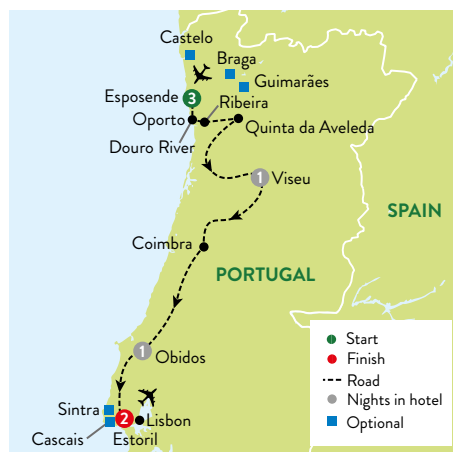 Castelo
Braga
Guimarães
Esposende
3
Ribeira
Oporto
Quinta da Aveleda
Douro River
1
Viseu
SPAIN
Coimbra
PORTUGAL
Start
1
Obidos
Finish
Road
Nights in hotel
Sintra
2
Lisbon
Optional
Cascais
Estoril